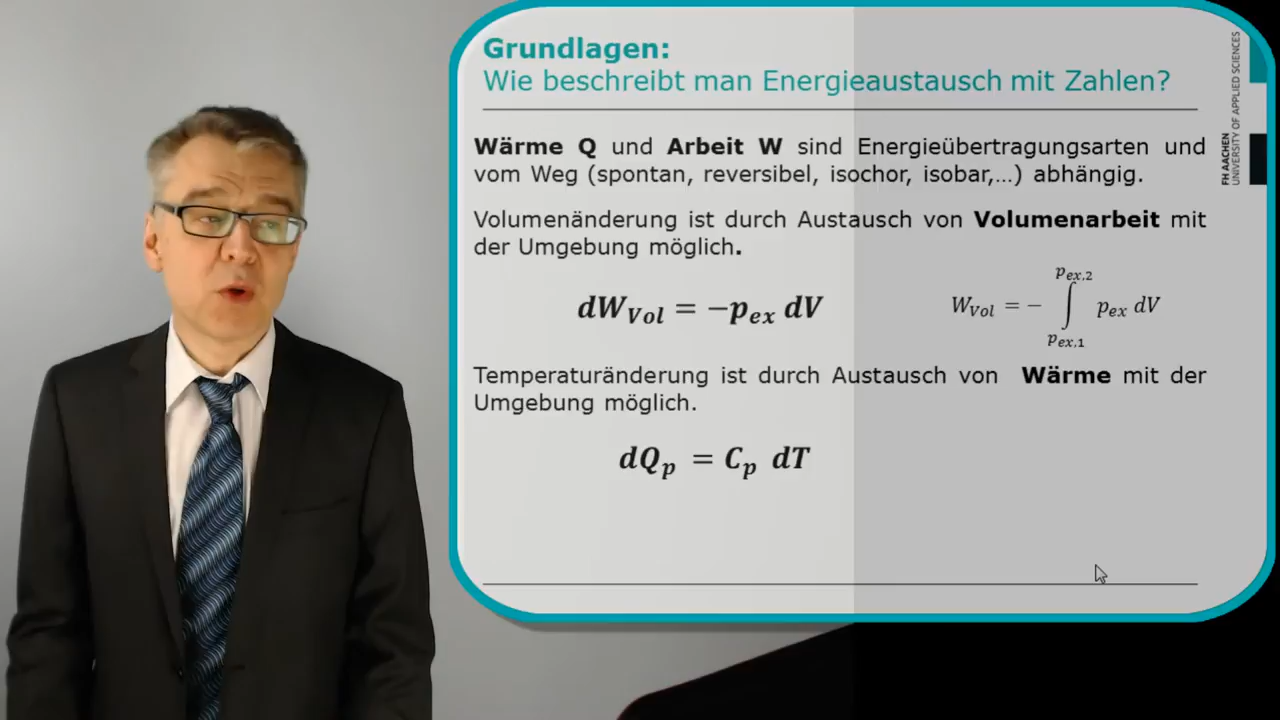 Grundlagen:
Wie beschreibt man Energieaustausch mit Zahlen?
Wärme Q und Arbeit W sind Energieübertragungsarten und
vom Weg (spontan, reversibel, isochor, isobar,...) abhängig.
Volumenänderung ist durch Austausch von Volumenarbeit mit
der Umgebung möglich.
dW_Vol = −p_ex dV
W_Vol = − ∫_{p_ex,1}^{p_ex,2} p_ex dV
Temperaturänderung ist durch Austausch von Wärme mit der
Umgebung möglich.
dQ_p = C_p dT
FH AACHEN
UNIVERSITY OF APPLIED SCIENCES